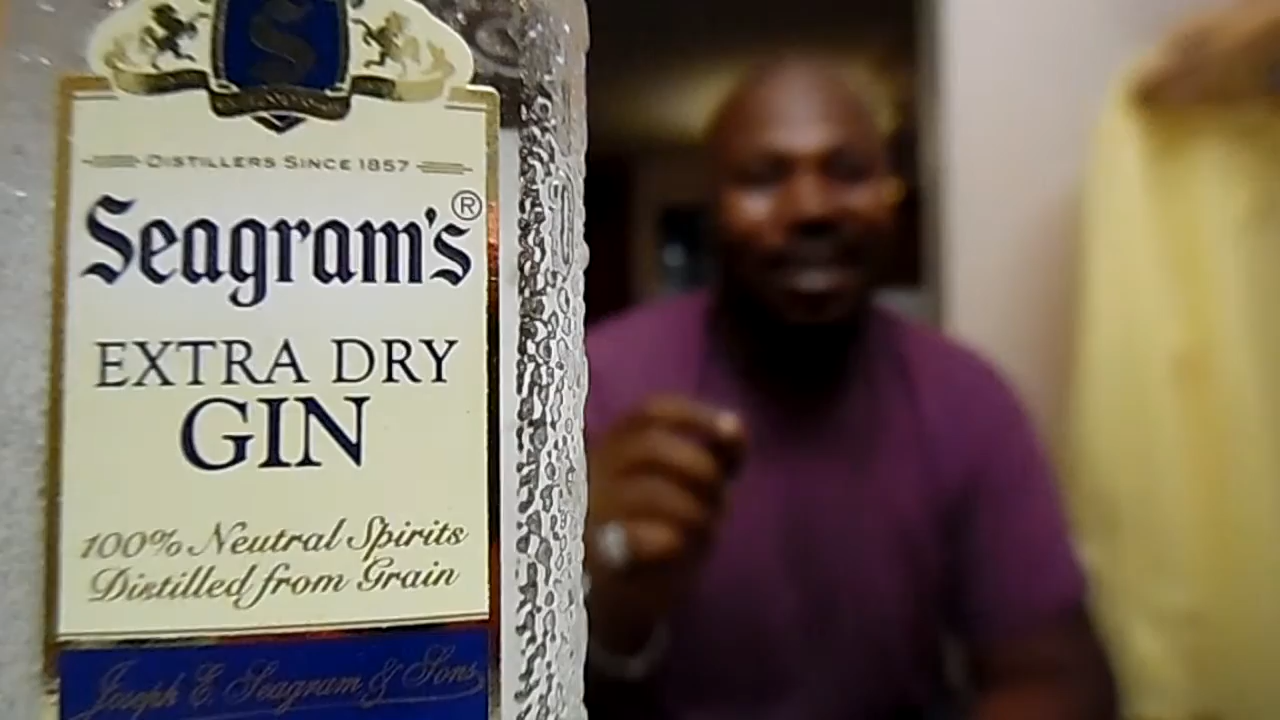 S
DISTILLERS SINCE 1857
Seagram's®
EXTRA DRY
GIN
100% Neutral Spirits
Distilled from Grain
Joseph E. Seagram & Sons